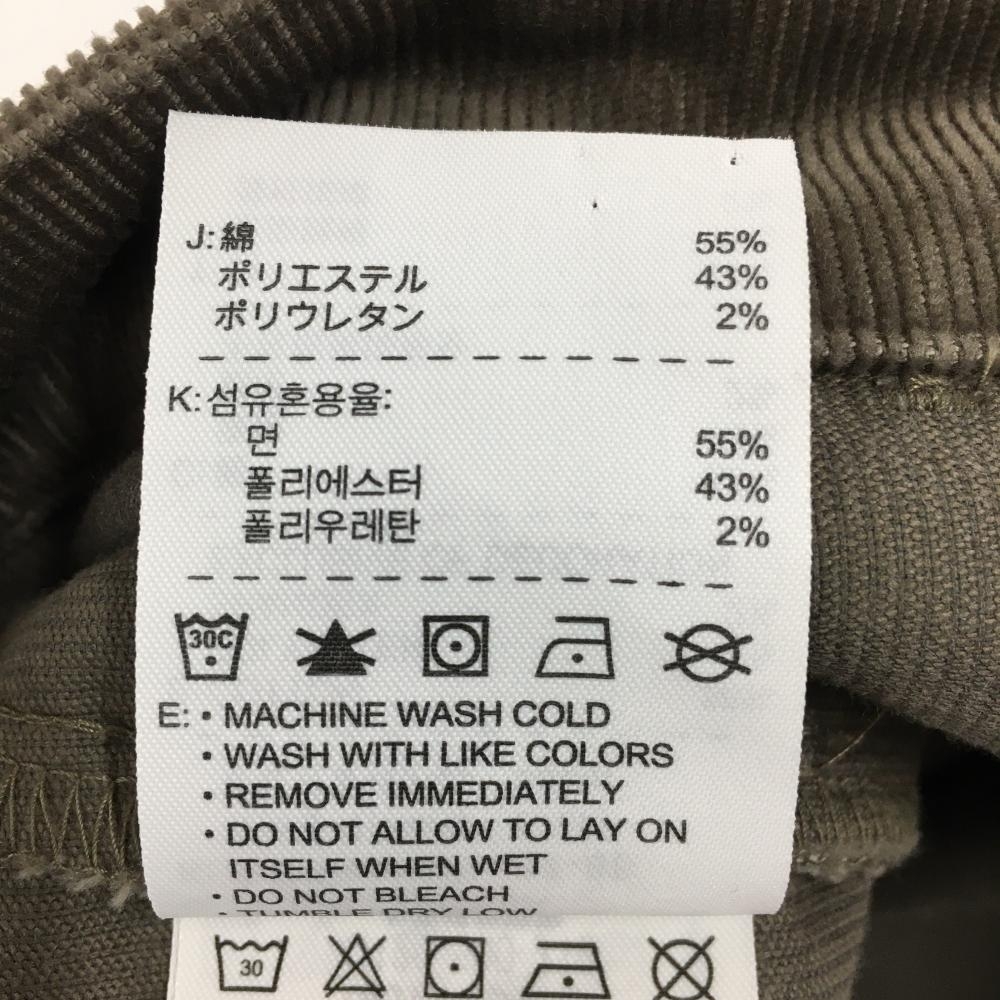 J: 綿 55%
ポリエステル 43%
ポリウレタン 2%
K: 섬유혼용율:
면 55%
폴리에스터 43%
폴리우레탄 2%
30C
E: • MACHINE WASH COLD
• WASH WITH LIKE COLORS
• REMOVE IMMEDIATELY
• DO NOT ALLOW TO LAY ON
ITSELF WHEN WET
• DO NOT BLEACH
• TUMBLE DRY LOW
30